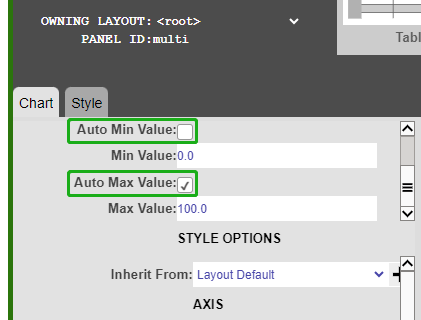 OWNING LAYOUT: <root>
PANEL ID:multi
Tabl
Chart Style
Auto Min Value:
Min Value:0.0
Auto Max Value:
Max Value:100.0
STYLE OPTIONS
Inherit From: Layout Default
AXIS